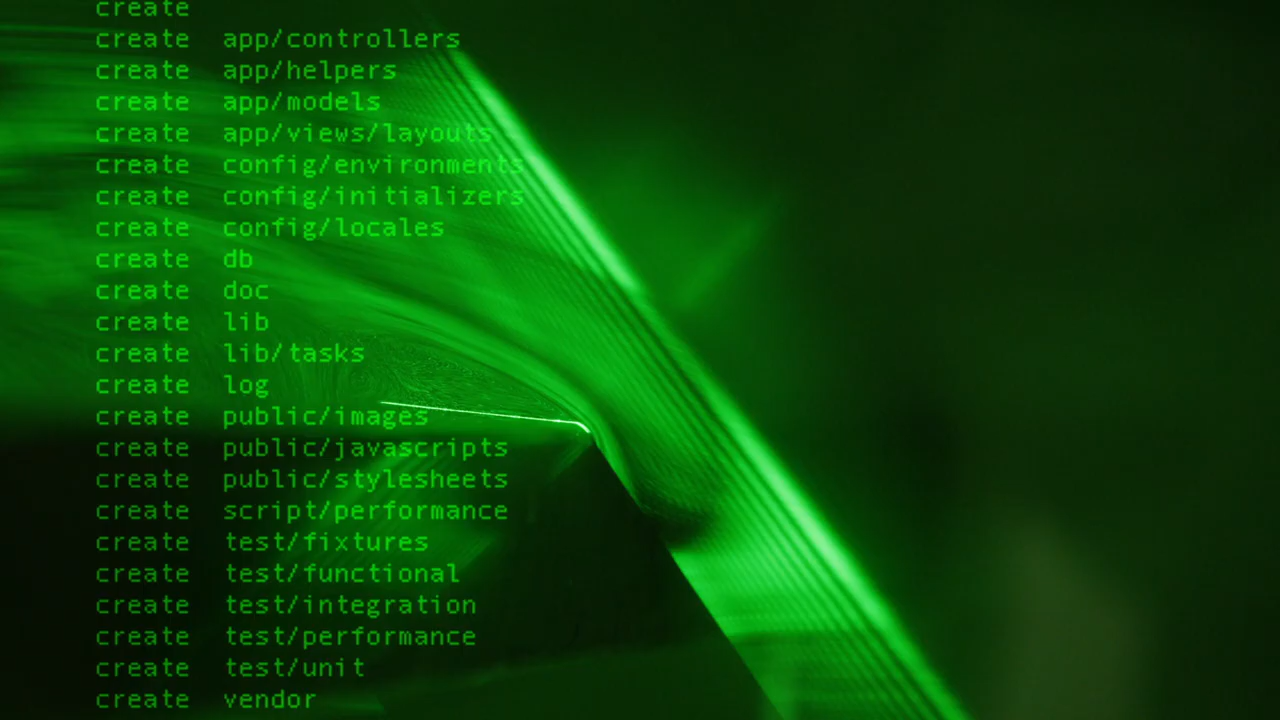 create
create app/controllers
create app/helpers
create app/models
create app/views/layouts
create config/environments
create config/initializers
create config/locales
create db
create doc
create lib
create lib/tasks
create log
create public/images
create public/javascripts
create public/stylesheets
create script/performance
create test/fixtures
create test/functional
create test/integration
create test/performance
create test/unit
create vendor